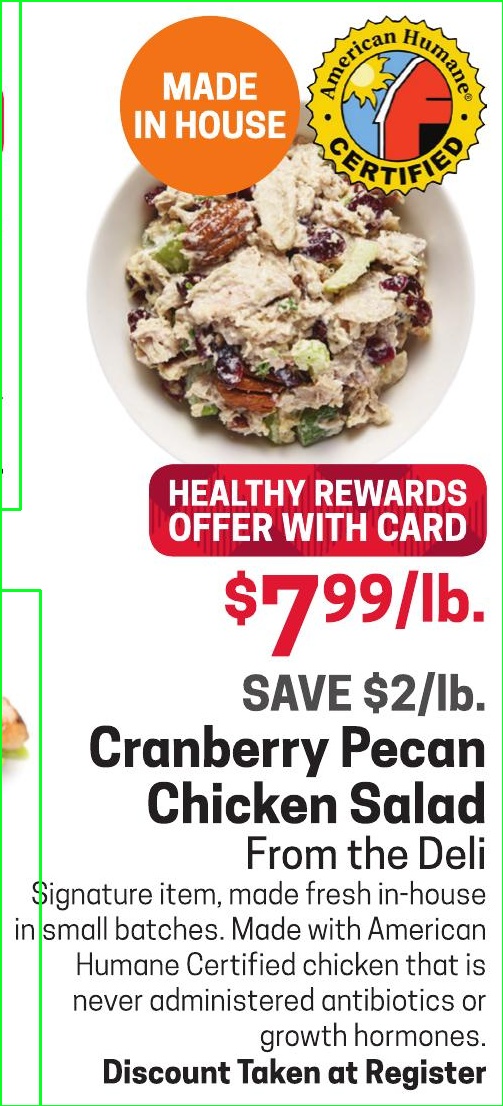 MADE
IN HOUSE
American Humane®
CERTIFIED
HEALTHY REWARDS
OFFER WITH CARD
$7.99/lb.
SAVE $2/lb.
Cranberry Pecan
Chicken Salad
From the Deli
Signature item, made fresh in-house
in small batches. Made with American
Humane Certified chicken that is
never administered antibiotics or
growth hormones.
Discount Taken at Register